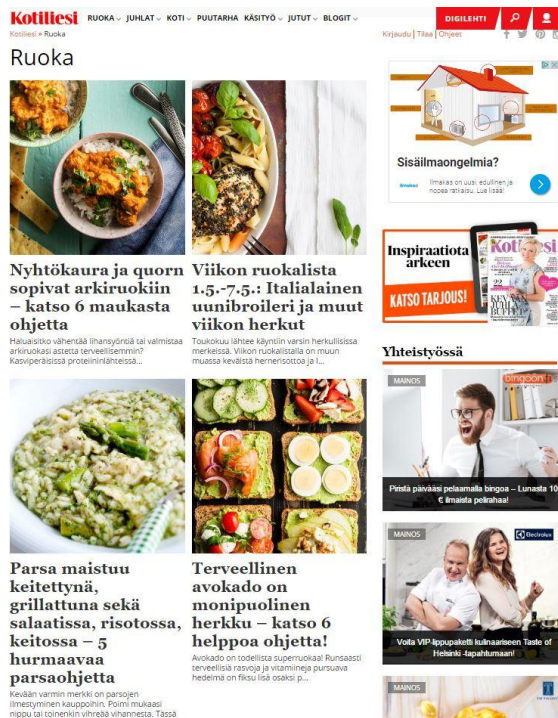 Kotiliesi
RUOKA JUHLAT KOTI PUUTARHA KÄSITYÖ JUTUT BLOGIT
DIGILEHTI
Kotiliesi » Ruoka
Kirjaudu | Tilaa | Ohjeet
Ruoka
Nyhtökaura ja quorn
sopivat arkiruokiin
– katso 6 maukasta
ohjetta
Haluaisitko vähentää lihansyöntiä tai valmistaa
arkiruokasi astetta terveellisemmin?
Kasviperäisissä proteiininlähteissä...
Viikon ruokalista
1.5.-7.5.: Italialainen
uunibroileri ja muut
viikon herkut
Toukokuu lähtee käyntiin varsin herkullisissa
merkeissä. Viikon ruokalistalla on muun
muassa keväistä hernerisottoa ja l...
Parsa maistuu
keitettynä,
grillattuna sekä
salaatissa, risotossa,
keitossa – 5
hurmaavaa
parsaohjetta
Kevään varmin merkki on parsojen
ilmestyminen kauppoihin. Poimi mukaasi
nippu tai toinenkin vihreää vihannesta. Tässä
Terveellinen
avokado on
monipuolinen
herkku – katso 6
helppoa ohjetta!
Avokado on todellista superruokaa! Runsaasti
terveellisiä rasvoja ja vitamiineja pursuava
hedelmä on fiksu lisä osaksi p...
Sisäilmaongelmia?
Ilmakas on uusi, edullinen ja
nopea ratkaisu. Lue lisää!
Inspiraatiota
arkeen
KATSO TARJOUS!
Kotiliesi
22
KEVÄÄN
JUHLA
BUFFET
Yhteistyössä
MAINOS
bingoon
Piristä päivääsi pelaamalla bingoa – Lunasta 10
€ ilmaista pelirahaa!
MAINOS
Electrolux
Voita VIP-lippupaketti kulinaariseen Taste of
Helsinki -tapahtumaan!
MAINOS